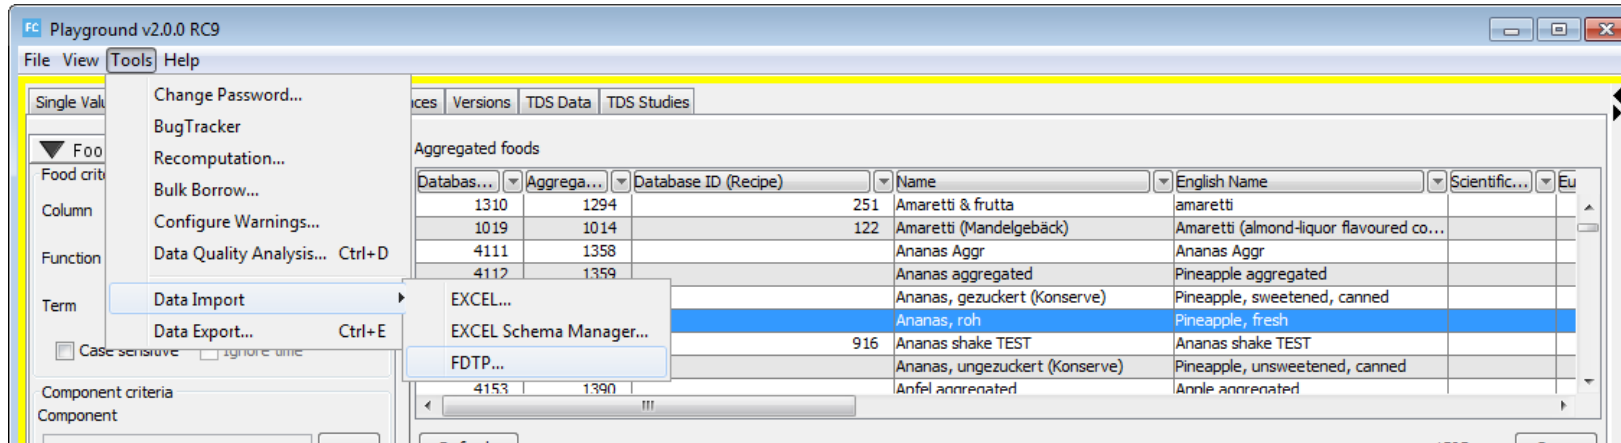 FC Playground v2.0.0 RC9
File View Tools Help
Change Password...
BugTracker
Recomputation...
Bulk Borrow...
Configure Warnings...
Data Quality Analysis... Ctrl+D
Data Import
Data Export... Ctrl+E
EXCEL...
EXCEL Schema Manager...
FDTP...
Single Versions TDS Data TDS Studies
Food
Column
Function
Term
Case sensitive Ignore time
Component criteria
Component
Aggregated foods
Databas... Aggrega... Database ID (Recipe) Name English Name Scientific... Eu
1310 1294 251 Amaretti & frutta amaretti
1019 1014 122 Amaretti (Mandelgebäck) Amaretti (almond-liquor flavoured co...
4111 1358 Ananas Aggr Ananas Aggr
4112 1359 Ananas aggregated Pineapple aggregated
Ananas, gezuckert (Konserve) Pineapple, sweetened, canned
Ananas, roh Pineapple, fresh
916 Ananas shake TEST Ananas shake TEST
Ananas, ungezuckert (Konserve) Pineapple, unsweetened, canned
4153 1390 Apfel aggregated Apple aggregated